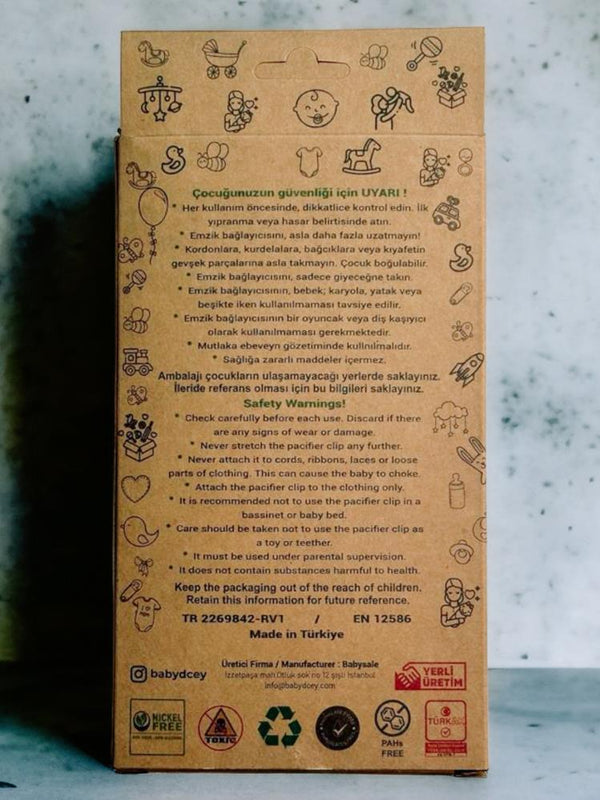 Çocuğunuzun güvenliği için UYARI !
* Her kullanım öncesinde, dikkatlice kontrol edin. İlk
yıpranma veya hasar belirtisinde atın.
* Emzik bağlayıcısını, asla daha fazla uzatmayın!
* Kordonlara, kurdelalara, bağcıklara veya kıyafetin
gevşek parçalarına asla takmayın. Çocuk boğulabilir.
* Emzik bağlayıcısını, sadece giyeceğne takın.
* Emzik bağlayıcısının, bebek; karyola, yatak veya
beşikte iken kullanılmaması tavsiye edilir.
* Emzik bağlayıcısının bir oyuncak veya diş kaşıyıcı
olarak kullanılmaması gerekmektedir.
* Mutlaka ebeveyn gözetiminde kullnılmalıdır.
* Sağlığa zararlı maddeler içermez.
Ambalajı çocukların ulaşamayacağı yerlerde saklayınız.
İleride referans olması için bu bilgileri saklayınız.
Safety Warnings!
* Check carefully before each use. Discard if there
are any signs of wear or damage.
* Never stretch the pacifier clip any further.
* Never attach it to cords, ribbons, laces or loose
parts of clothing. This can cause the baby to choke.
* Attach the pacifier clip to the clothing only.
* It is recommended not to use the pacifier clip in a
bassinet or baby bed.
* Care should be taken not to use the pacifier clip as
a toy or teether.
* It must be used under parental supervision.
* It does not contain substances harmful to health.
Keep the packaging out of the reach of children.
Retain this information for future reference.
TR 2269842-RV1 / EN 12586
Made in Türkiye
babydcey
Üretici Firma / Manufacturer : Babysale
İzzetpaşa mah.Ötluk sok no 12 şişli İstanbul
info@babydcey.com
YERLİ
ÜRETİM
NICKEL
FREE
TOXIC
PAHs
FREE